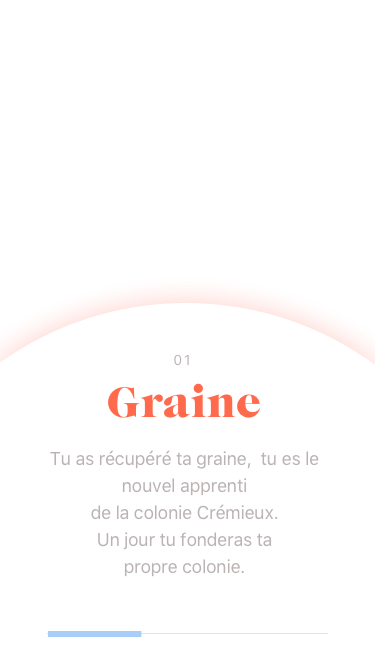 01
Graine
Tu as récupéré ta graine,  tu es le
nouvel apprenti
de la colonie Crémieux.
Un jour tu fonderas ta
propre colonie.